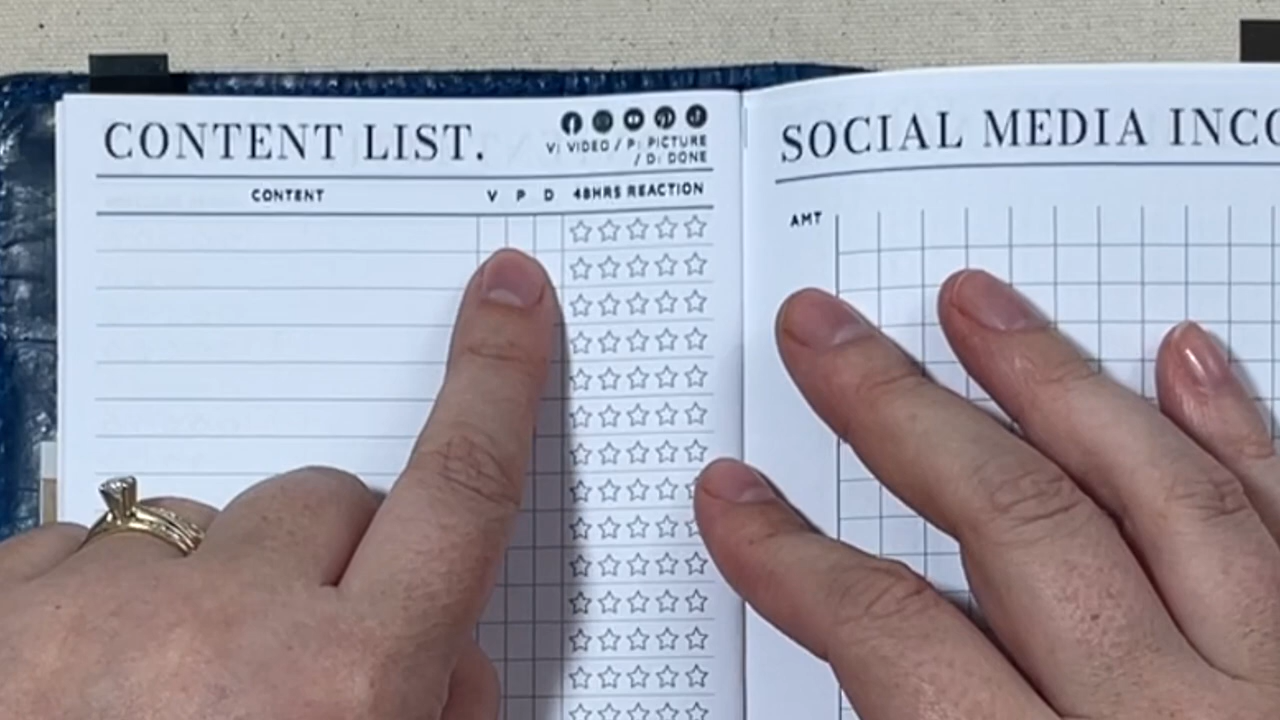 CONTENT LIST.
V: VIDEO / P: PICTURE
/ D: DONE
CONTENT V P D 48HRS REACTION
SOCIAL MEDIA INCO
AMT